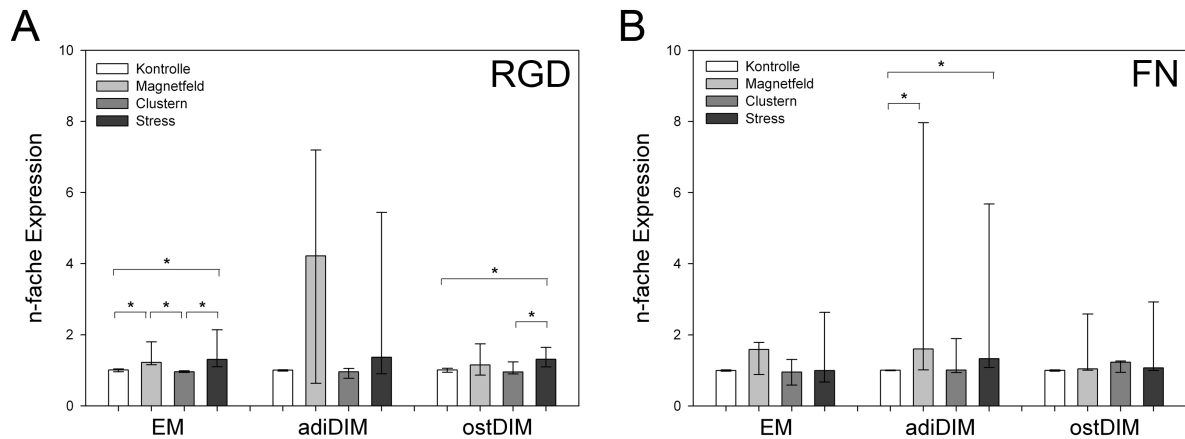 A
RGD
Kontrolle
Magnetfeld
Clustern
Stress
n-fache Expression
10
8
6
4
2
0
*
* * *
*
*
EM adiDIM ostDIM
B
FN
Kontrolle
Magnetfeld
Clustern
Stress
n-fache Expression
10
8
6
4
2
0
*
*
EM adiDIM ostDIM